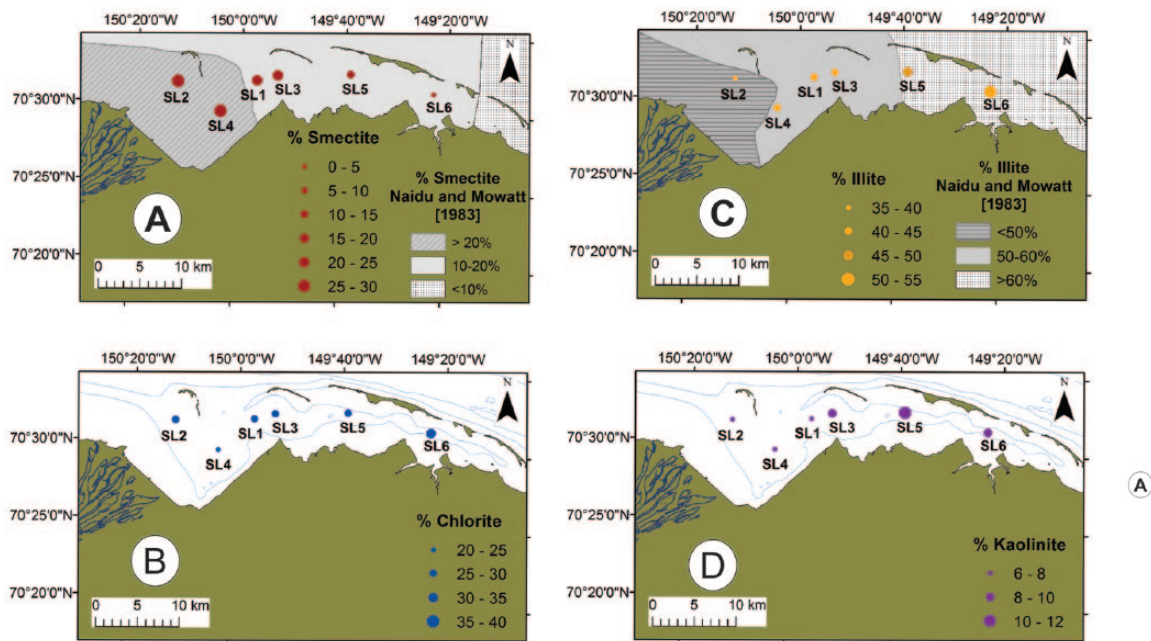 150°20'0"W 150°00'W 149°40'0"W 149°20'0"W
N
70°30'0"N
70°25'0"N
70°20'0"N
SL2
SL4
SL1
SL3
SL5
SL6
A
0 5 10 km
% Smectite
0 - 5
5 - 10
10 - 15
15 - 20
20 - 25
25 - 30
% Smectite
Naidu and Mowatt
[1983]
> 20%
10-20%
<10%
150°20'0"W 150°00'W 149°40'0"W 149°20'0"W
N
70°30'0"N
70°25'0"N
70°20'0"N
SL2
SL4
SL1
SL3
SL5
SL6
C
0 5 10 km
% Illite
35 - 40
40 - 45
45 - 50
50 - 55
% Illite
Naidu and Mowatt
[1983]
<50%
50-60%
>60%
150°20'0"W 150°00'W 149°40'0"W 149°20'0"W
N
70°30'0"N
70°25'0"N
70°20'0"N
SL2
SL4
SL1
SL3
SL5
SL6
B
0 5 10 km
% Chlorite
20 - 25
25 - 30
30 - 35
35 - 40
150°20'0"W 150°00'W 149°40'0"W 149°20'0"W
N
70°30'0"N
70°25'0"N
70°20'0"N
SL2
SL4
SL1
SL3
SL5
SL6
D
0 5 10 km
% Kaolinite
6 - 8
8 - 10
10 - 12
A